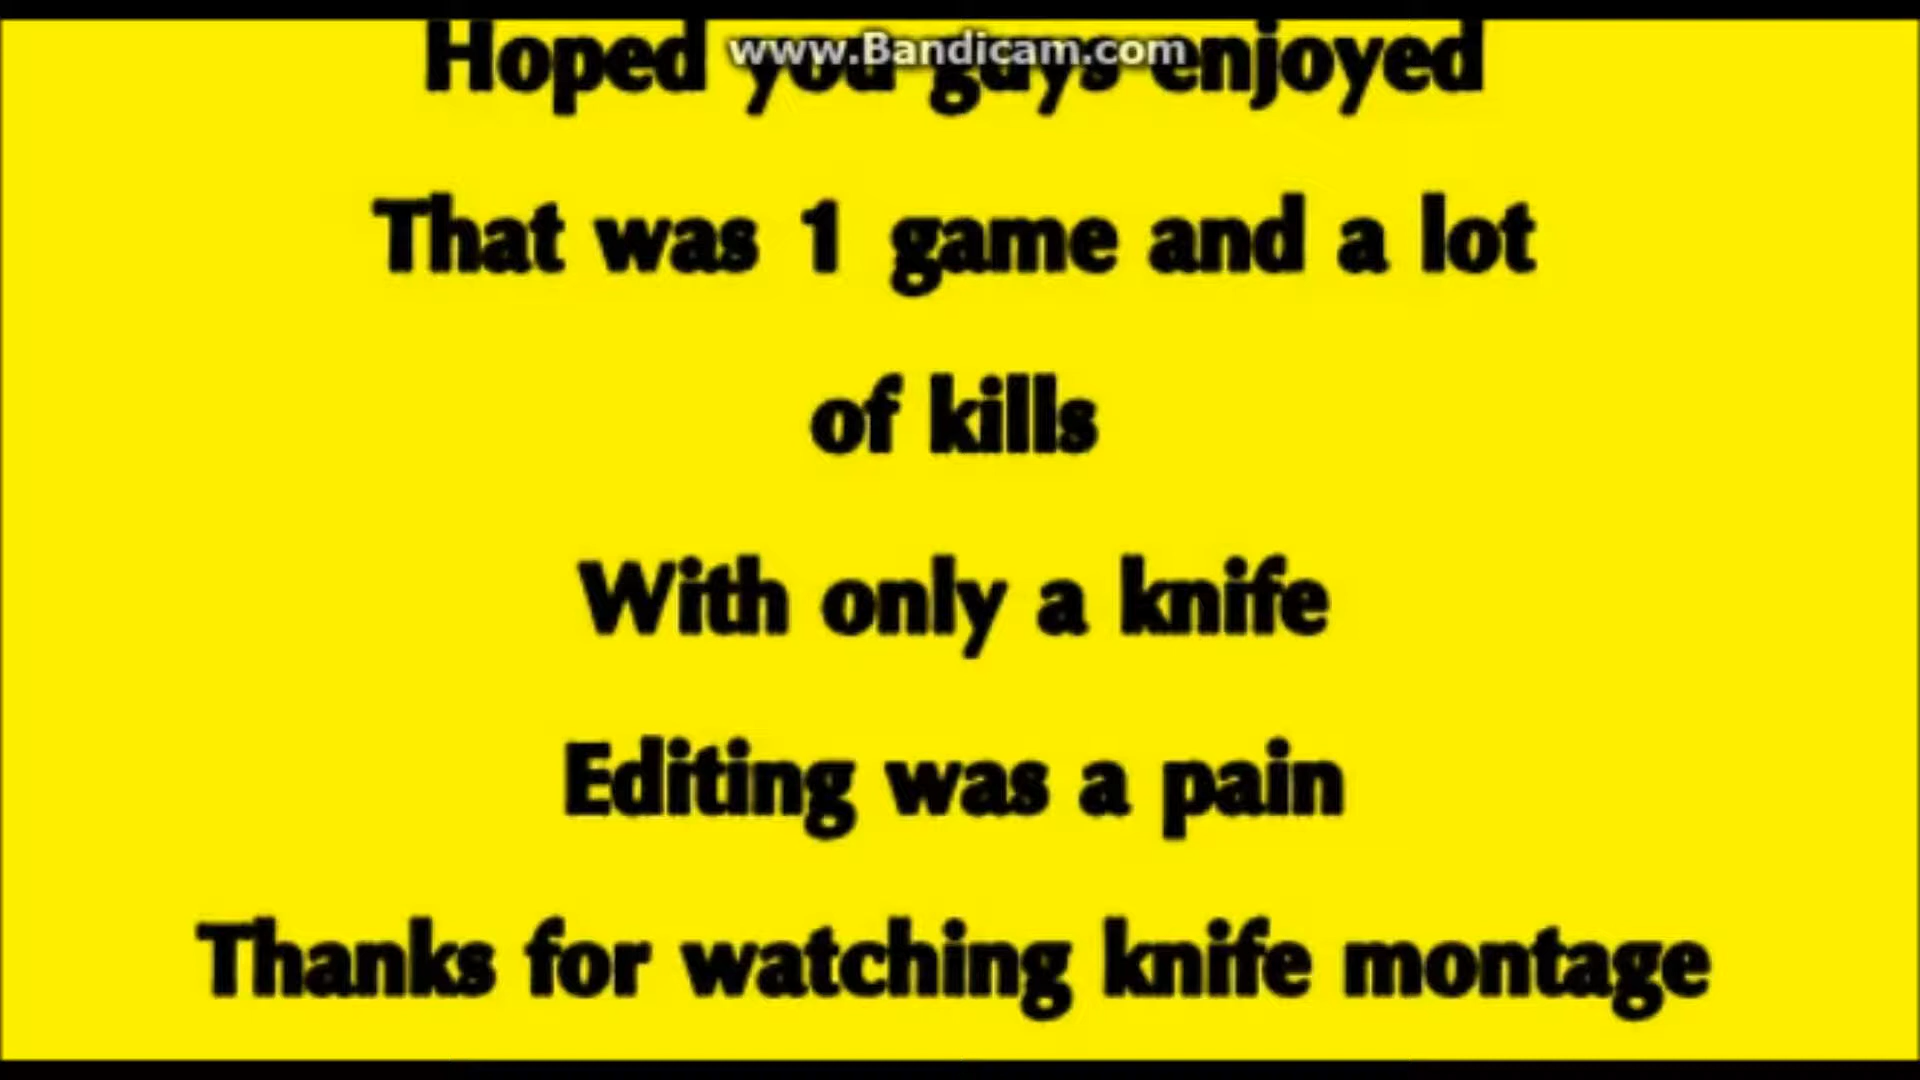 www.Bandicam.com
Hoped you guys enjoyed
That was 1 game and a lot
of kills
With only a knife
Editing was a pain
Thanks for watching knife montage